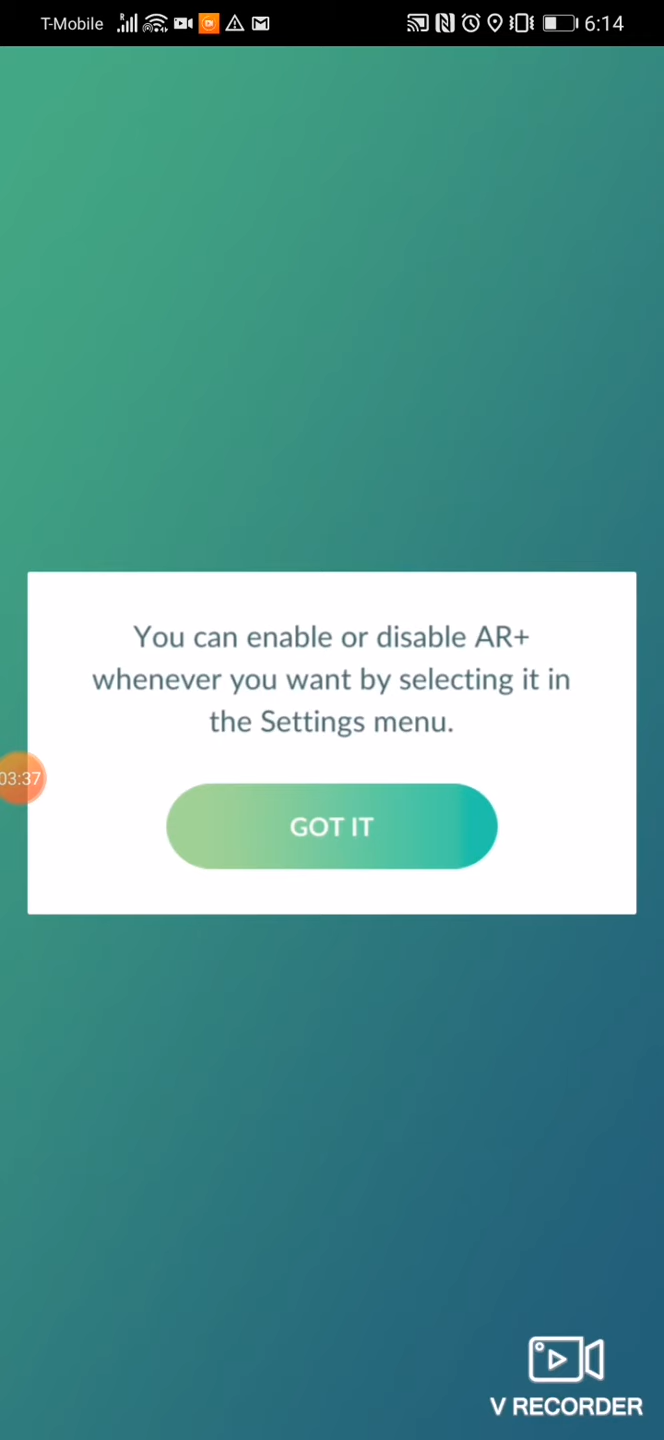 T-Mobile 6:14
You can enable or disable AR+
whenever you want by selecting it in
the Settings menu.
03:37
GOT IT
V RECORDER